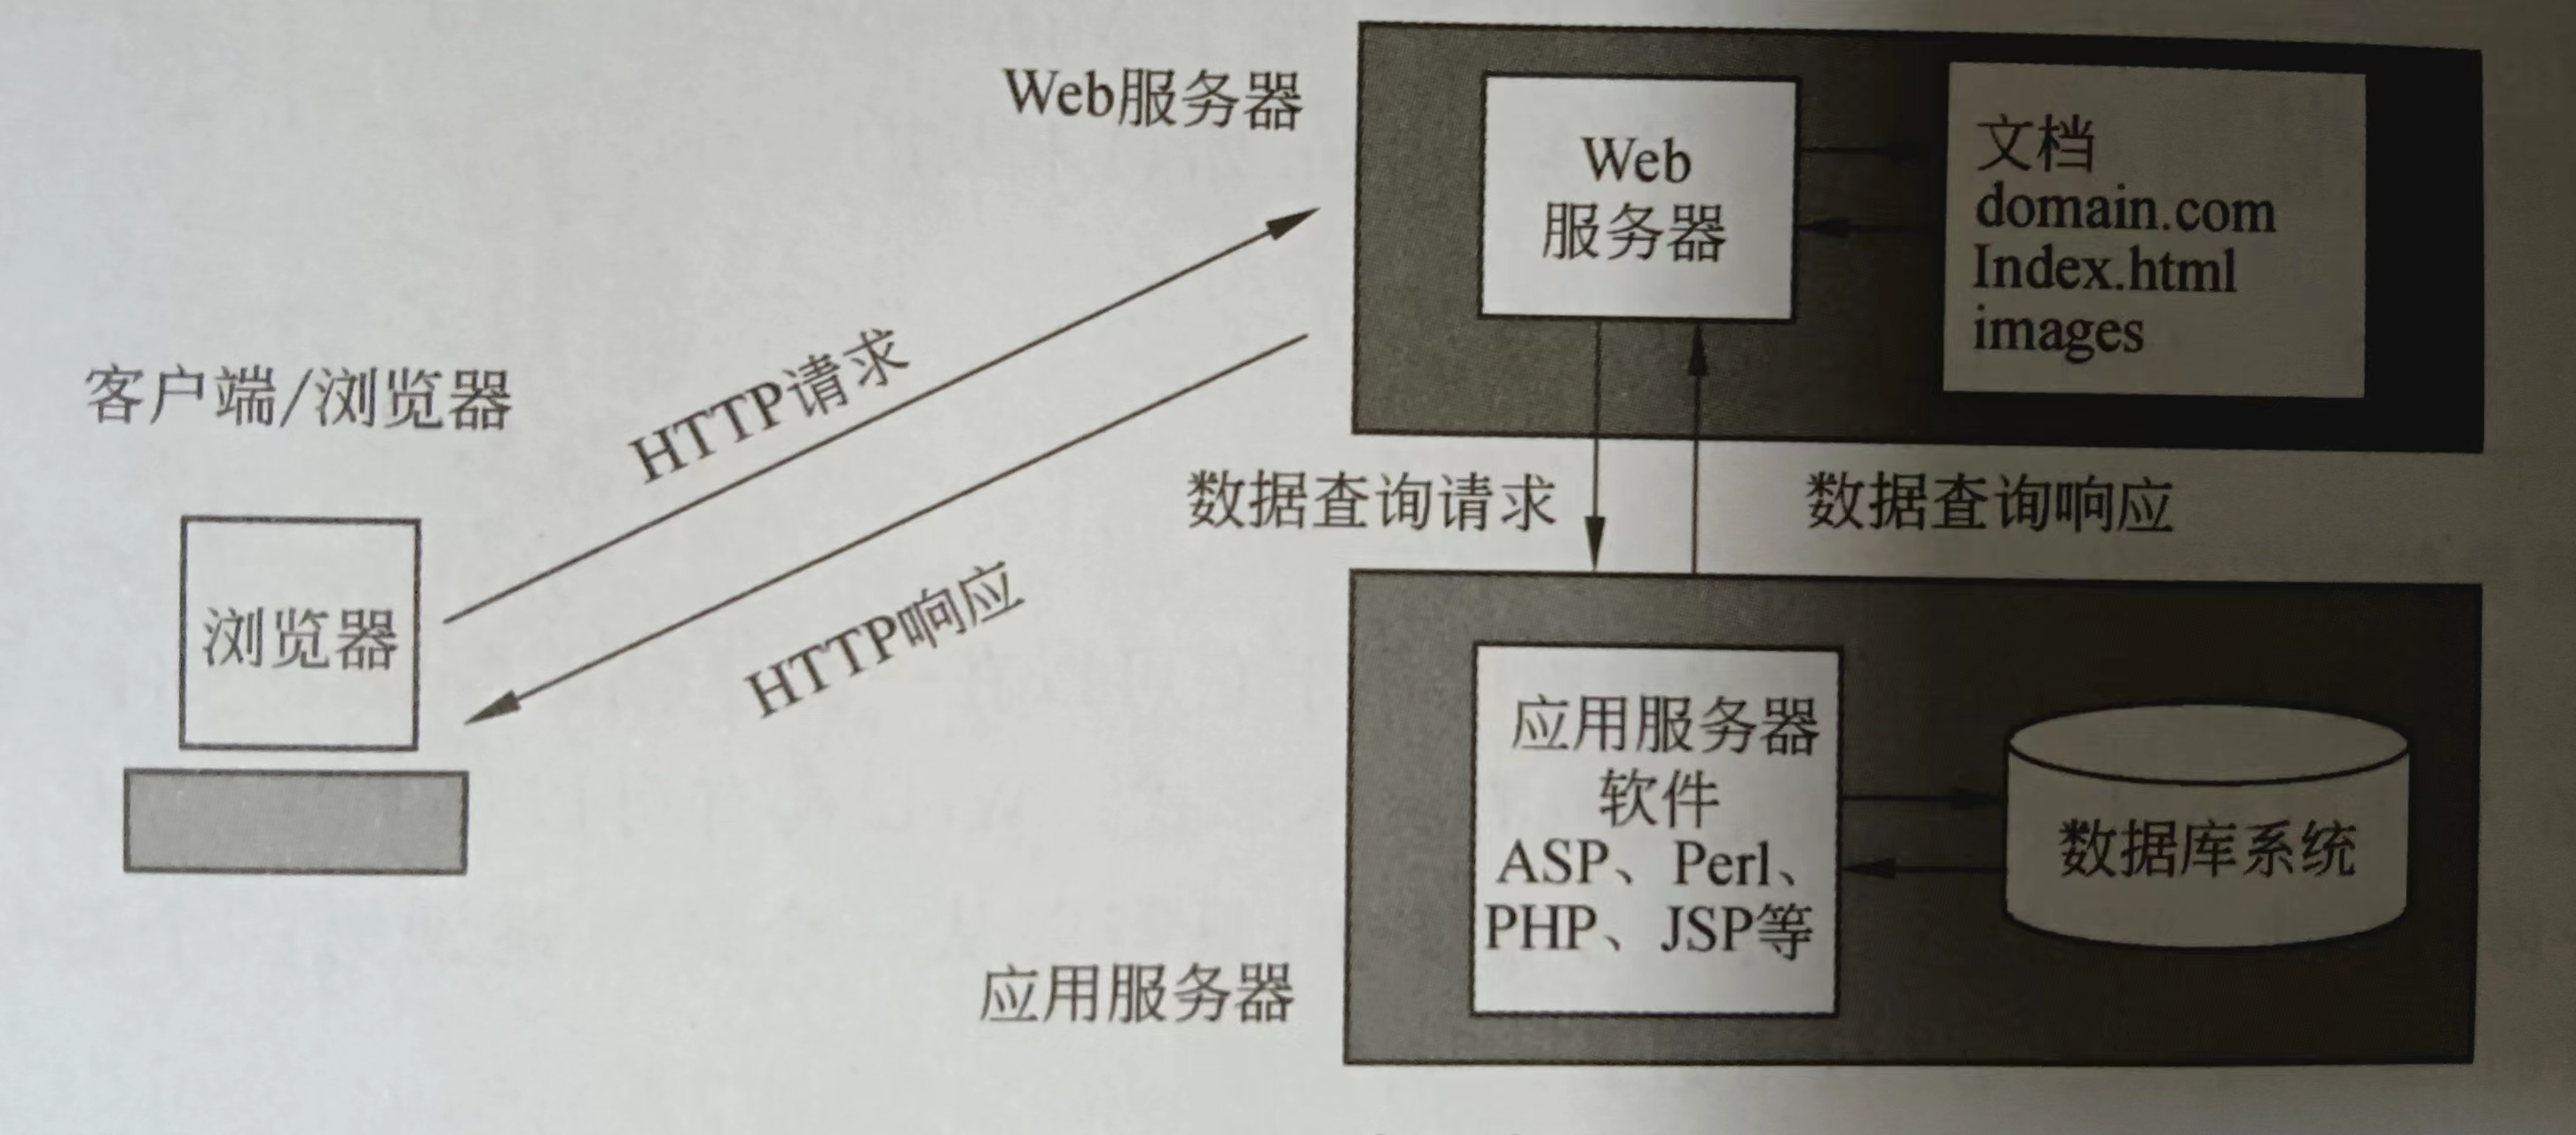 Web服务器
Web
服务器
文档
domain.com
Index.html
images
HTTP请求
客户端/浏览器
数据查询请求
数据查询响应
浏览器
HTTP响应
应用服务器
软件
ASP、Perl、
PHP、JSP等
数据库系统
应用服务器